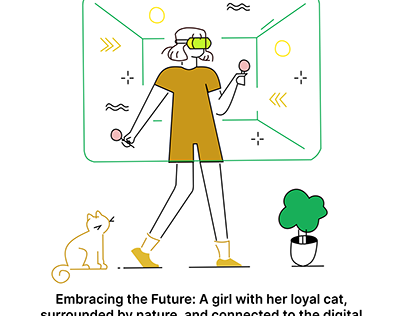 Embracing the Future: A girl with her loyal cat,
surrounded by nature, and connected to the digital